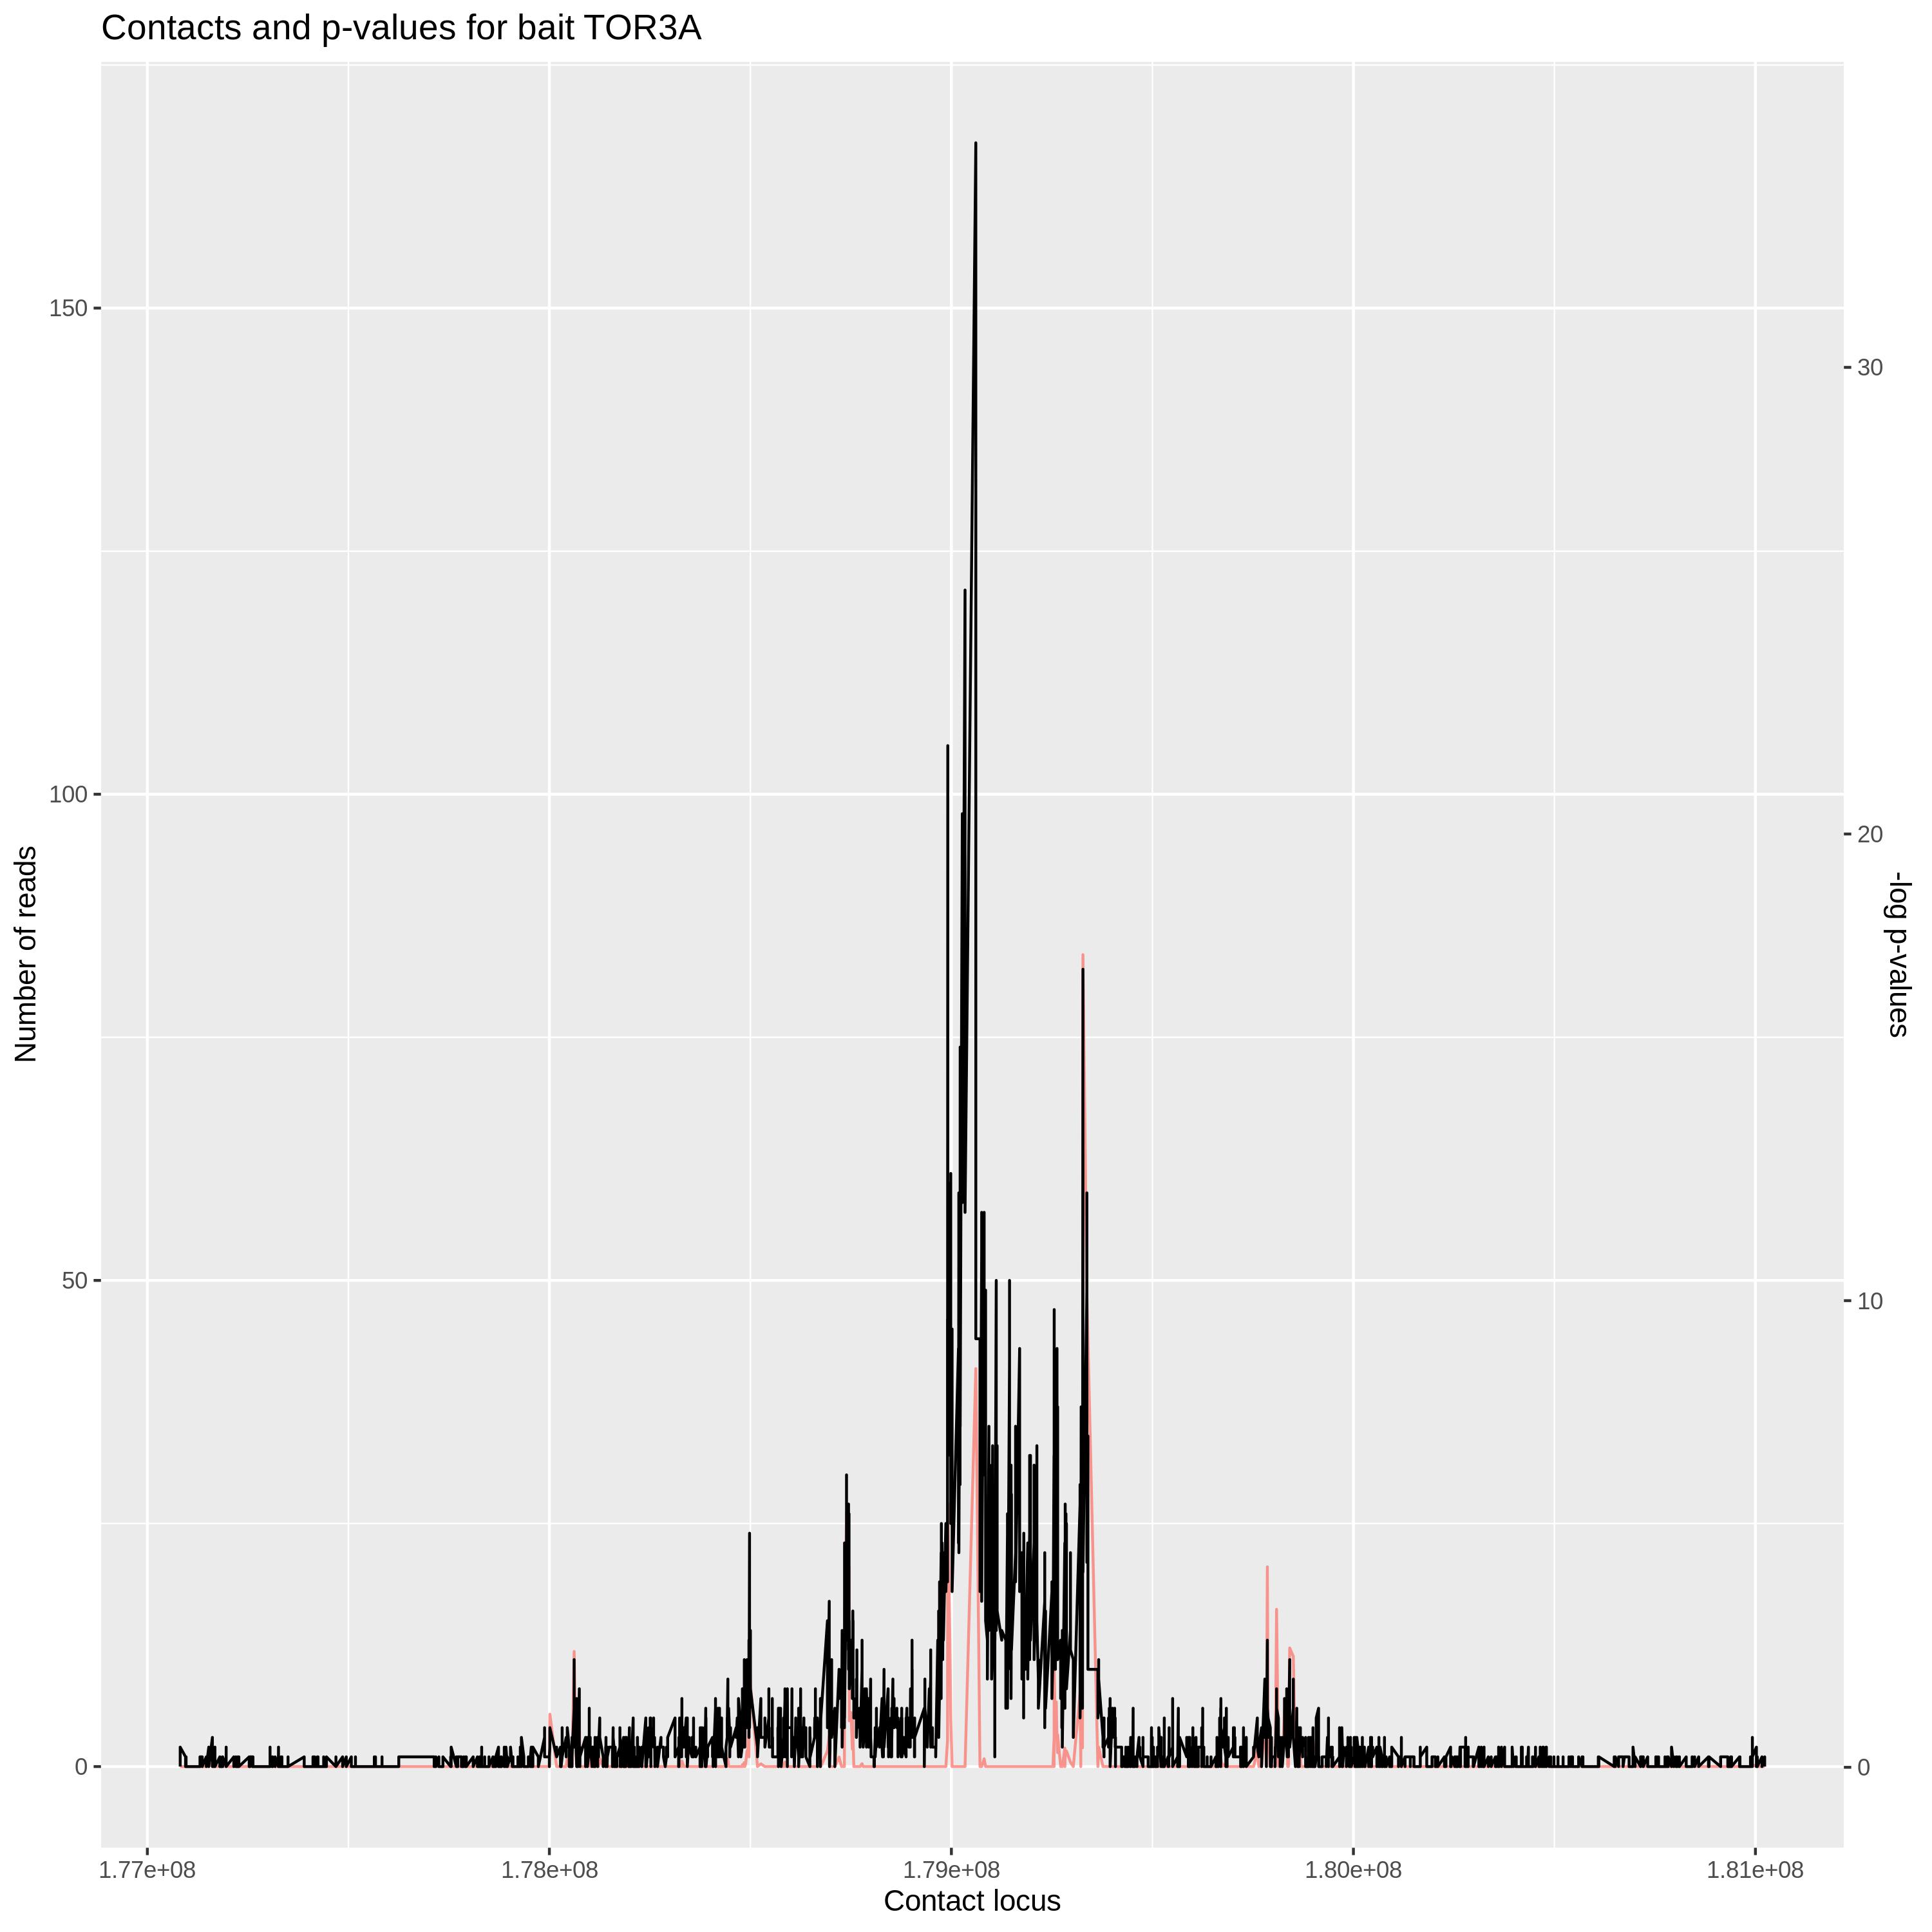 Contacts and p-values for bait TOR3A
150
100
50
0
Number of reads
30
20
10
0
-log p-values
1.77e+08
1.78e+08
1.79e+08
1.80e+08
1.81e+08
Contact locus